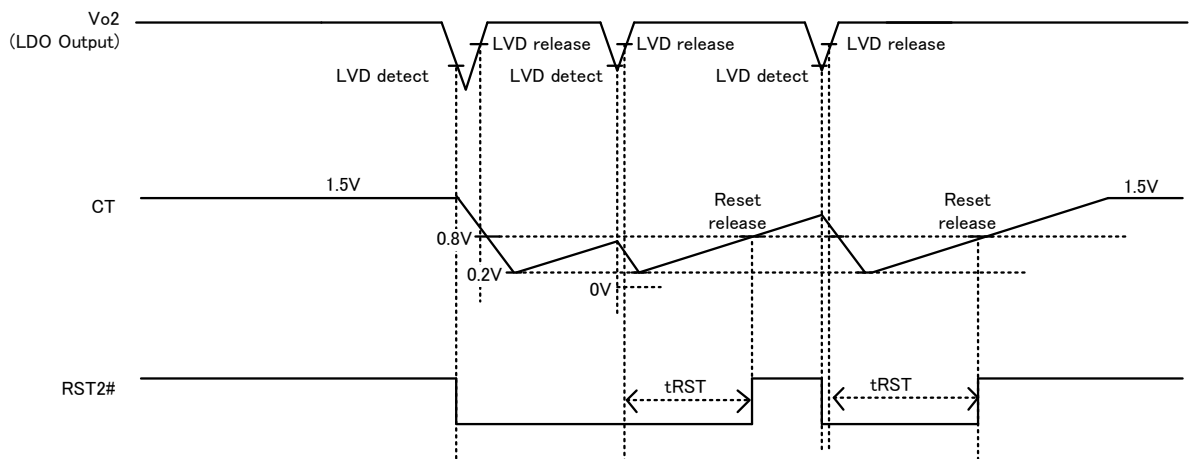 Vo2
(LDO Output)
LVD release
LVD release
LVD release
LVD detect
LVD detect
LVD detect
1.5V
1.5V
CT
Reset
release
Reset
release
0.8V
0.2V
0V
RST2#
tRST
tRST